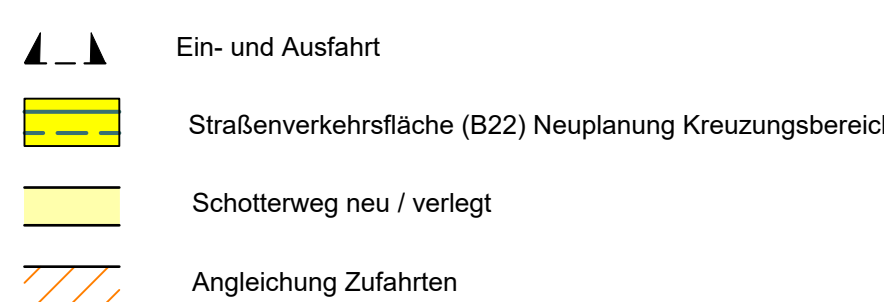 Ein- und Ausfahrt
Straßenverkehrsfläche (B22) Neuplanung Kreuzungsbereich
Schotterweg neu / verlegt
Angleichung Zufahrten